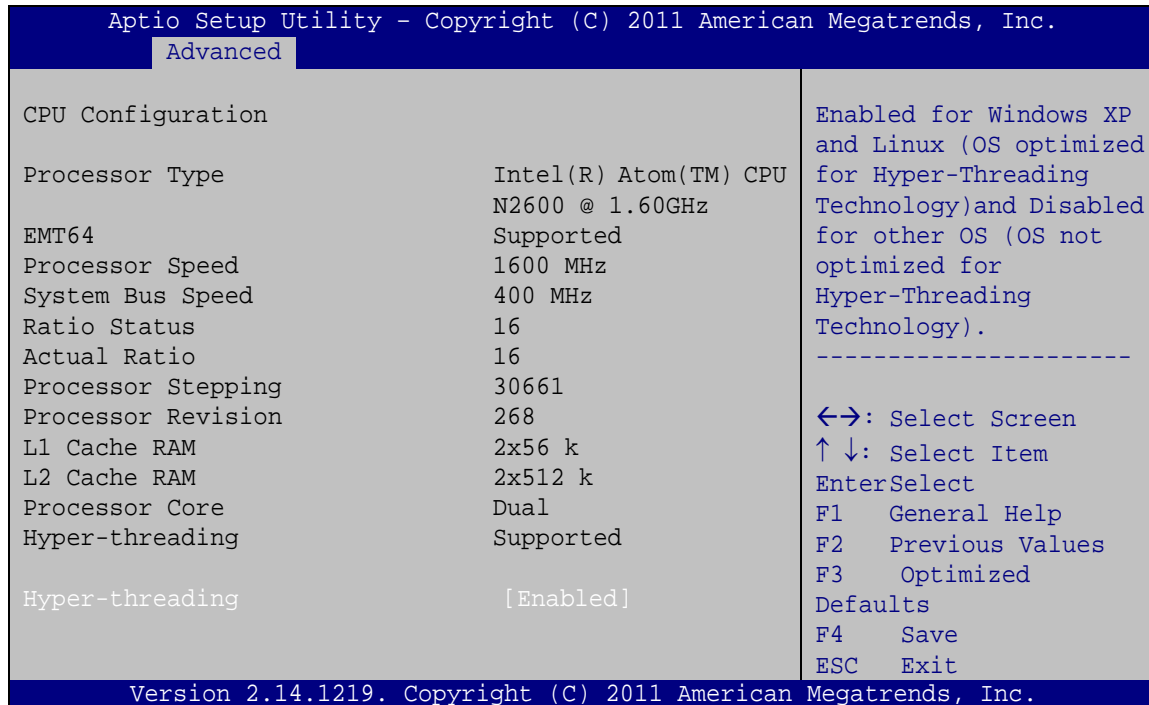 Aptio Setup Utility – Copyright (C) 2011 American Megatrends, Inc.
Advanced
CPU Configuration
Processor Type Intel(R) Atom(TM) CPU
N2600 @ 1.60GHz
EMT64 Supported
Processor Speed 1600 MHz
System Bus Speed 400 MHz
Ratio Status 16
Actual Ratio 16
Processor Stepping 30661
Processor Revision 268
L1 Cache RAM 2x56 k
L2 Cache RAM 2x512 k
Processor Core Dual
Hyper-threading Supported
Hyper-threading [Enabled]
Enabled for Windows XP
and Linux (OS optimized
for Hyper-Threading
Technology)and Disabled
for other OS (OS not
optimized for
Hyper-Threading
Technology).
----------------------
←→: Select Screen
↑ ↓: Select Item
EnterSelect
F1 General Help
F2 Previous Values
F3 Optimized
Defaults
F4 Save
ESC Exit
Version 2.14.1219. Copyright (C) 2011 American Megatrends, Inc.